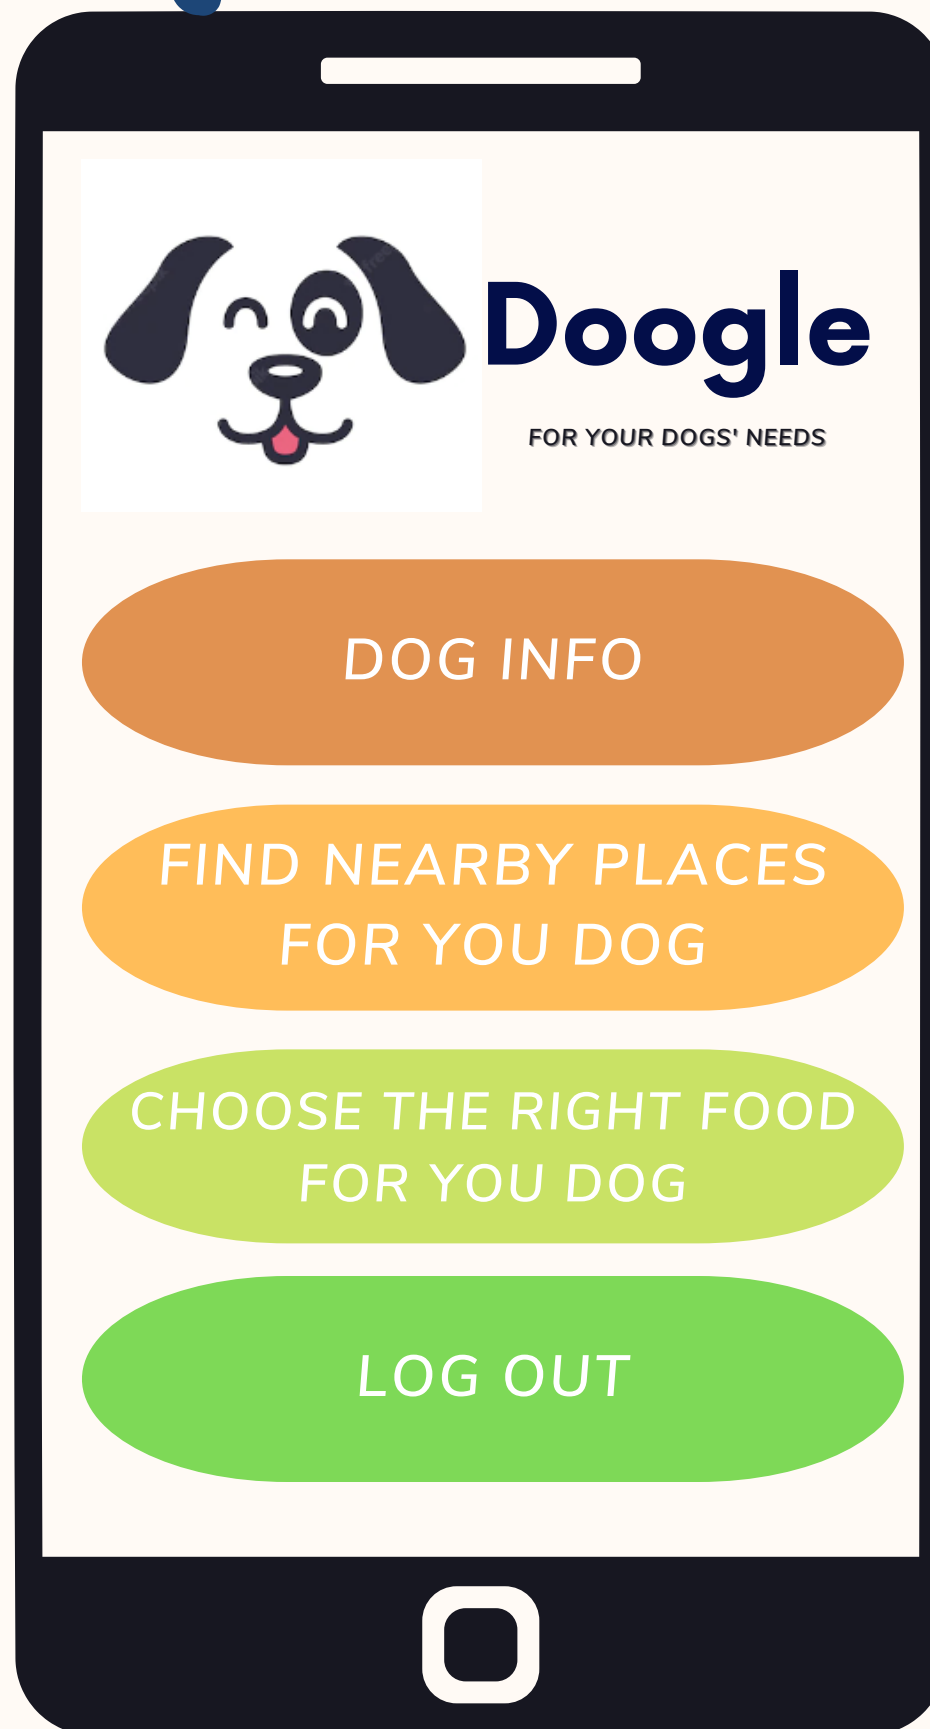 Doogle
FOR YOUR DOGS' NEEDS
DOG INFO
FIND NEARBY PLACES
FOR YOU DOG
CHOOSE THE RIGHT FOOD
FOR YOU DOG
LOG OUT